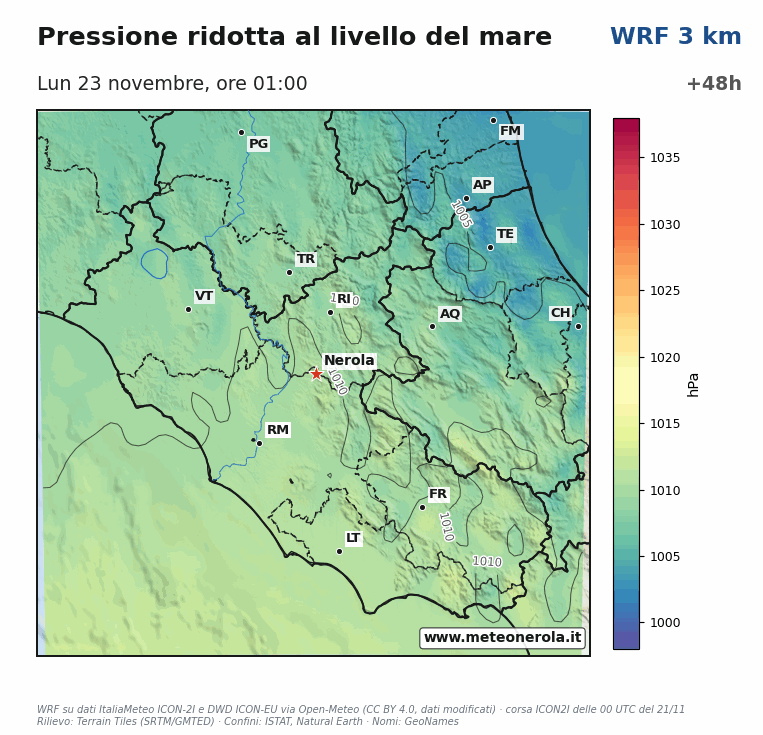 Pressione ridotta al livello del mare
WRF 3 km
Lun 23 novembre, ore 01:00
+48h
FM
PG
AP
1005
TE
TR
VT
RI
AQ
CH
Nerola
1010
RM
FR
1010
LT
1010
www.meteonerola.it
1035
1030
1025
1020
1015
1010
1005
1000
hPa
WRF su dati ItaliaMeteo ICON-2I e DWD ICON-EU via Open-Meteo (CC BY 4.0, dati modificati) · corsa ICON2I delle 00 UTC del 21/11
Rilievo: Terrain Tiles (SRTM/GMTED) · Confini: ISTAT, Natural Earth · Nomi: GeoNames